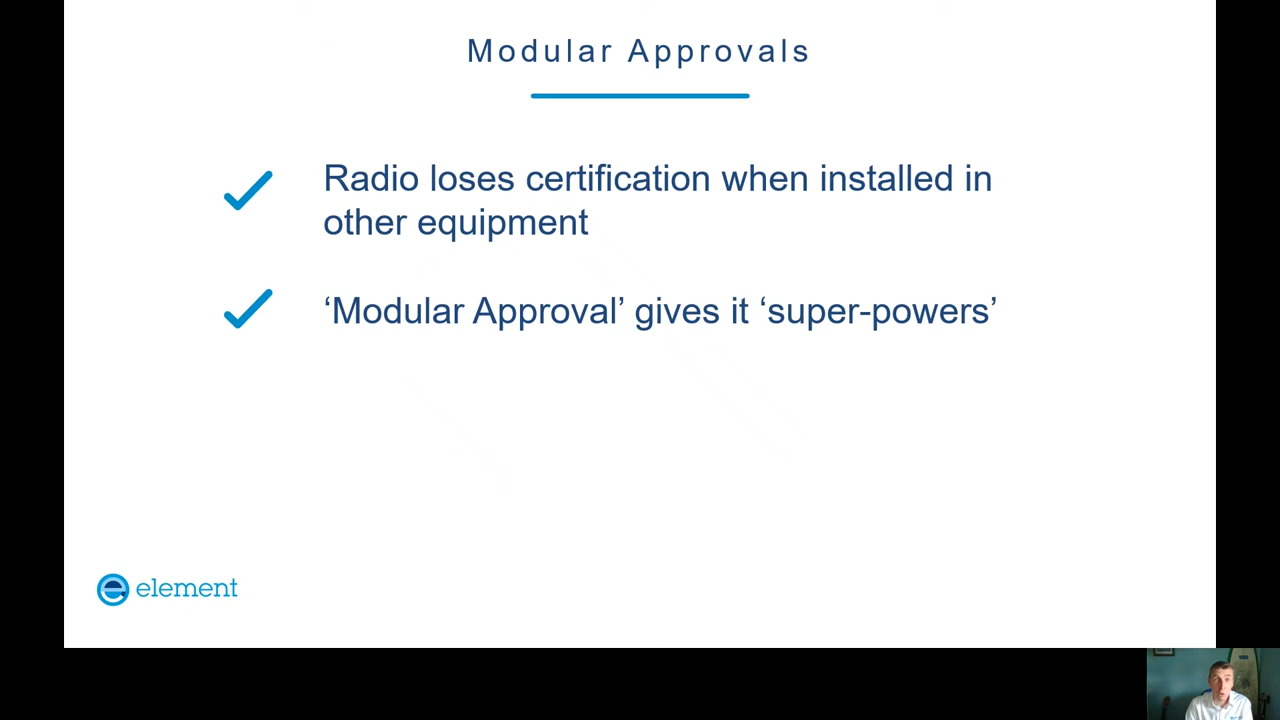 Modular Approvals
Radio loses certification when installed in
other equipment
‘Modular Approval’ gives it ‘super-powers’
element